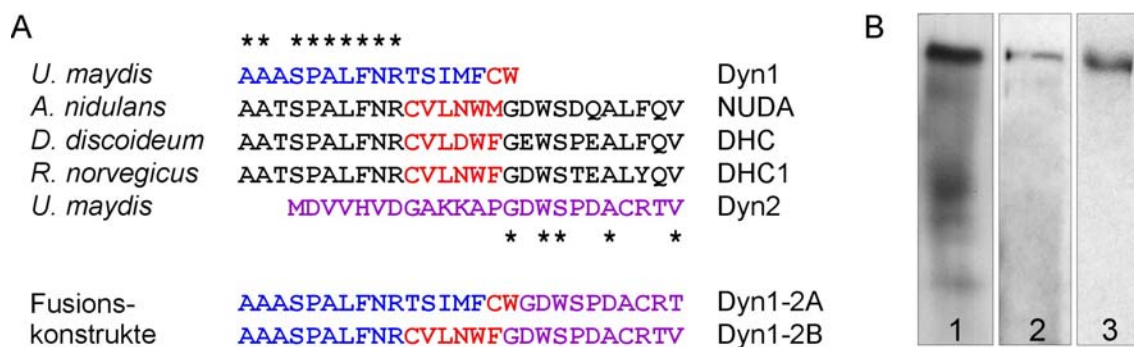 A
** *******
U. maydis AAASPALFNRTSIMFCW Dyn1
A. nidulans AATSPALFNRCVLNWMGDWSDQALFQV NUDA
D. discoideum AATSPALFNRCVLDWFGEWSPEALFQV DHC
R. norvegicus AATSPALFNRCVLNWFGDWSTEALYQV DHC1
U. maydis MDVVHVDGAKKAPGDWSPDACRTV Dyn2
* ** * *
Fusions- AAASPALFNRTSIMFCWGDWSPDACRT Dyn1-2A
konstrukte AAASPALFNRCVLNWFGDWSPDACRTV Dyn1-2B
B
1 2 3